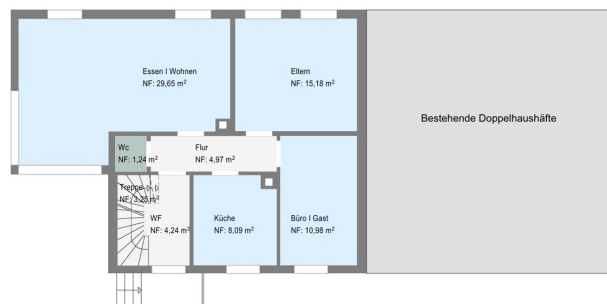 Essen I Wohnen
NF: 29,65 m²
Eltern
NF: 15,18 m²
Bestehende Doppelhaushäfte
Wc
NF: 1,24 m²
Flur
NF: 4,97 m²
Treppe
NF: 3,25 m²
WF
NF: 4,24 m²
Küche
NF: 8,09 m²
Büro I Gast
NF: 10,98 m²